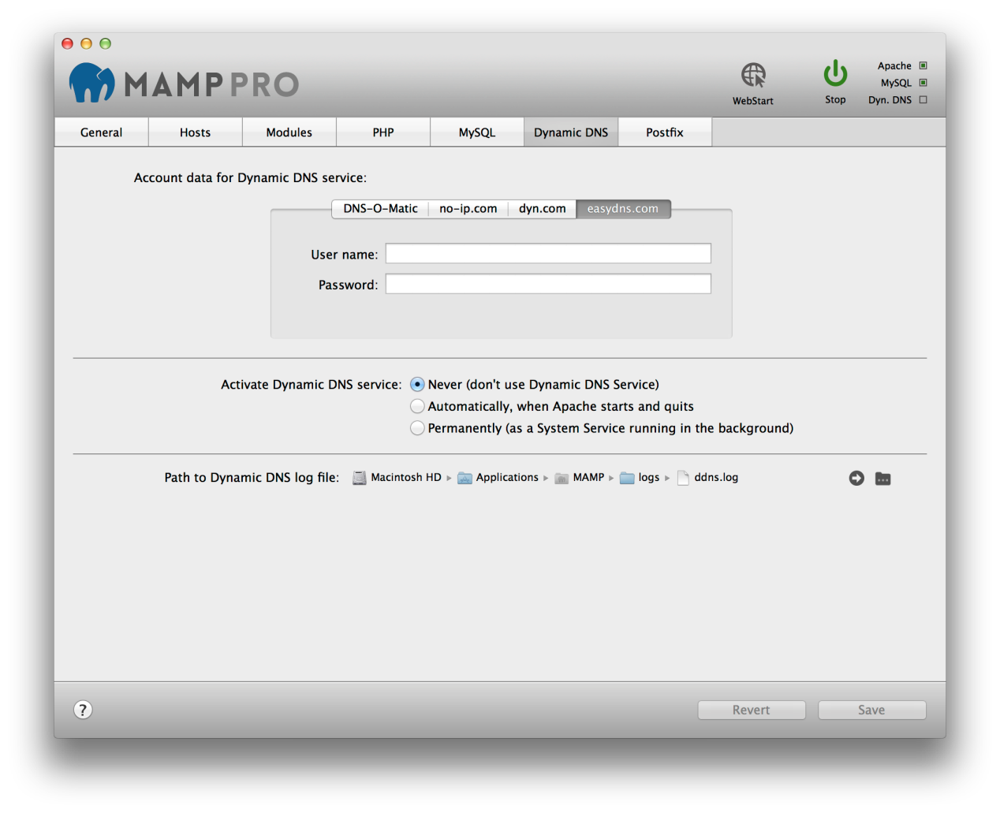 MAMP PRO
WebStart
Stop
Apache
MySQL
Dyn. DNS
General Hosts Modules PHP MySQL Dynamic DNS Postfix
Account data for Dynamic DNS service:
DNS-O-Matic no-ip.com dyn.com easydns.com
User name:
Password:
Activate Dynamic DNS service: Never (don't use Dynamic DNS Service)
Automatically, when Apache starts and quits
Permanently (as a System Service running in the background)
Path to Dynamic DNS log file: Macintosh HD ▸ Applications ▸ MAMP ▸ logs ▸ ddns.log
? Revert Save